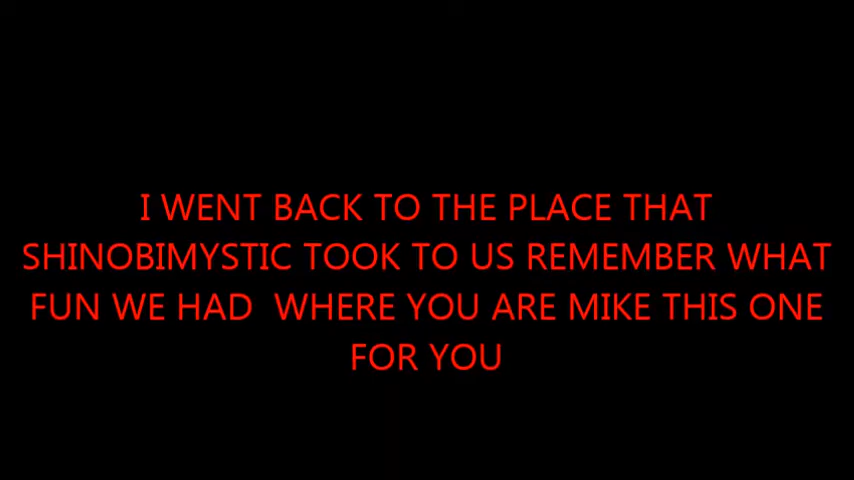 I WENT BACK TO THE PLACE THAT
SHINOBIMYSTIC TOOK TO US REMEMBER WHAT
FUN WE HAD  WHERE YOU ARE MIKE THIS ONE
FOR YOU